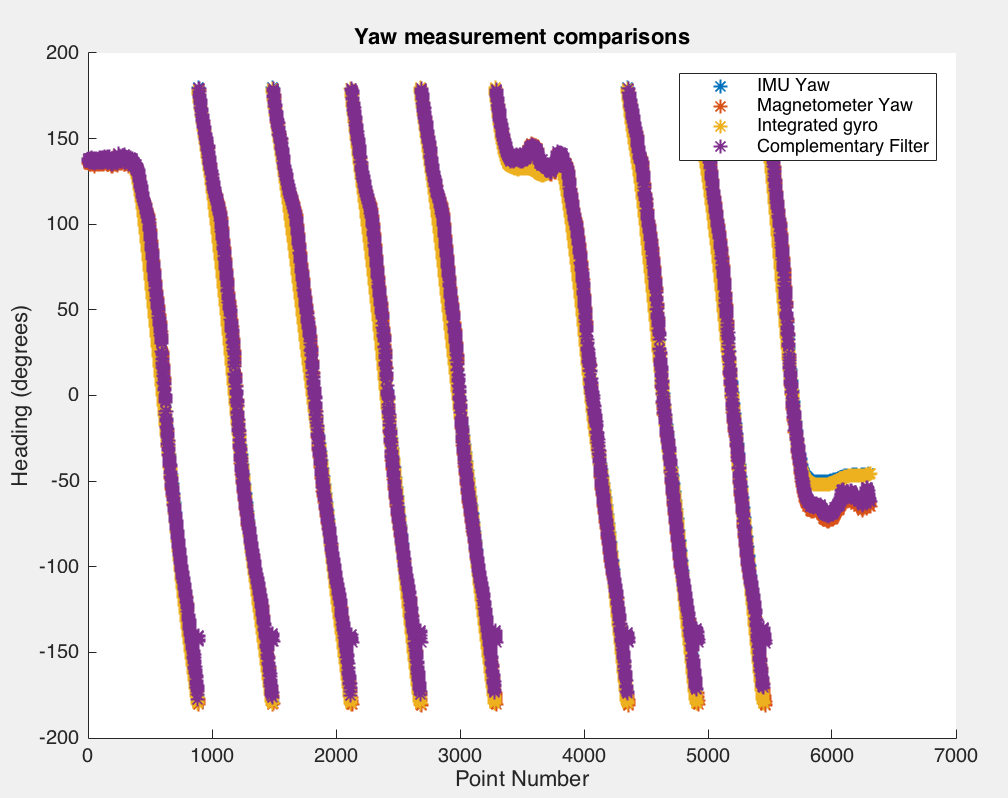 Yaw measurement comparisons
200
150
100
50
0
-50
-100
-150
-200
Heading (degrees)
IMU Yaw
Magnetometer Yaw
Integrated gyro
Complementary Filter
0 1000 2000 3000 4000 5000 6000 7000
Point Number